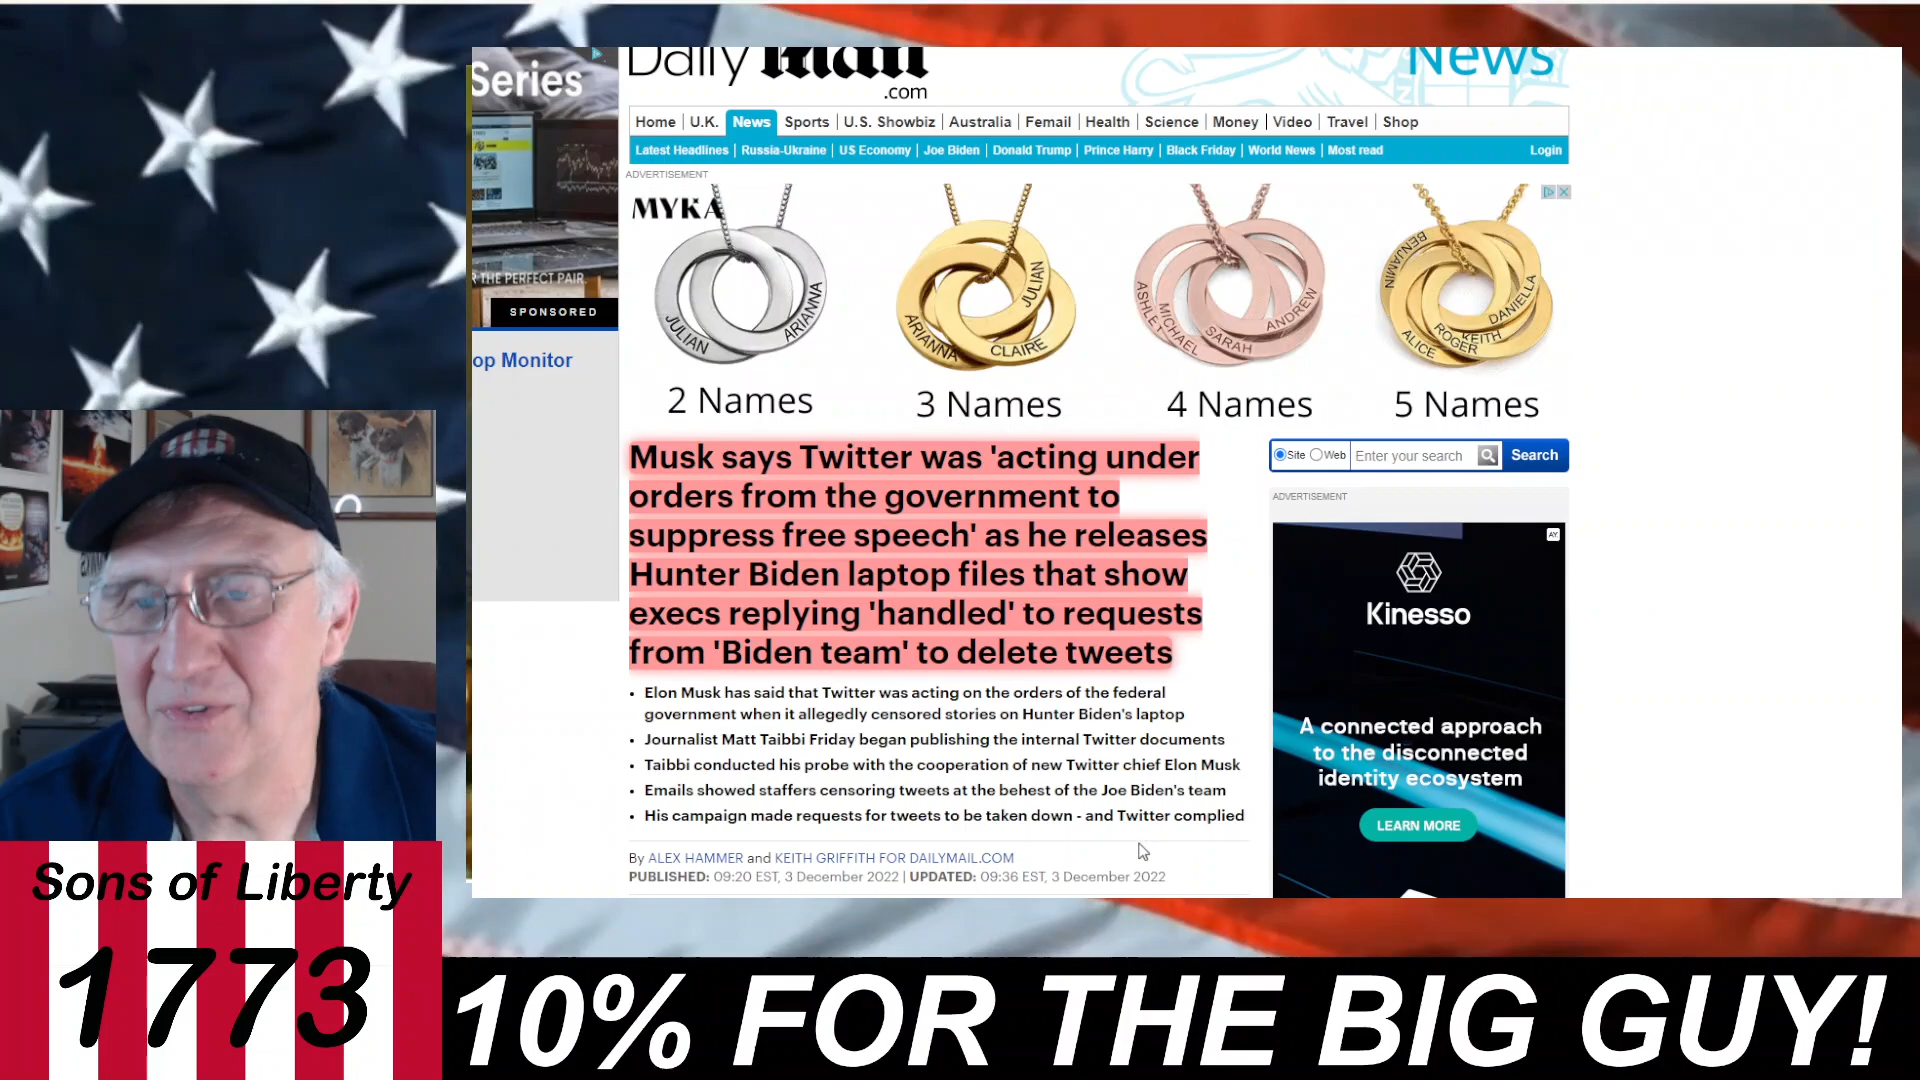 Series
THE PERFECT PAIR.
SPONSORED
op Monitor
Daily Mail
.com
News
Home U.K. News Sports U.S. Showbiz Australia Femail Health Science Money Video Travel Shop
Latest Headlines Russia-Ukraine US Economy Joe Biden Donald Trump Prince Harry Black Friday World News Most read Login
ADVERTISEMENT
MYKA
JULIAN ARIANNA
ARIANNA CLAIRE JULIAN
ASHLEY MICHAEL SARAH ANDREW
BENJAMIN ALICE ROGER KEITH DANIELLA
2 Names 3 Names 4 Names 5 Names
Musk says Twitter was 'acting under
orders from the government to
suppress free speech' as he releases
Hunter Biden laptop files that show
execs replying 'handled' to requests
from 'Biden team' to delete tweets
• Elon Musk has said that Twitter was acting on the orders of the federal
government when it allegedly censored stories on Hunter Biden's laptop
• Journalist Matt Taibbi Friday began publishing the internal Twitter documents
• Taibbi conducted his probe with the cooperation of new Twitter chief Elon Musk
• Emails showed staffers censoring tweets at the behest of the Joe Biden's team
• His campaign made requests for tweets to be taken down - and Twitter complied
By ALEX HAMMER and KEITH GRIFFITH FOR DAILYMAIL.COM
PUBLISHED: 09:20 EST, 3 December 2022 | UPDATED: 09:36 EST, 3 December 2022
Site Web Enter your search Search
ADVERTISEMENT
Kinesso
A connected approach
to the disconnected
identity ecosystem
LEARN MORE
Sons of Liberty
1773
10% FOR THE BIG GUY!